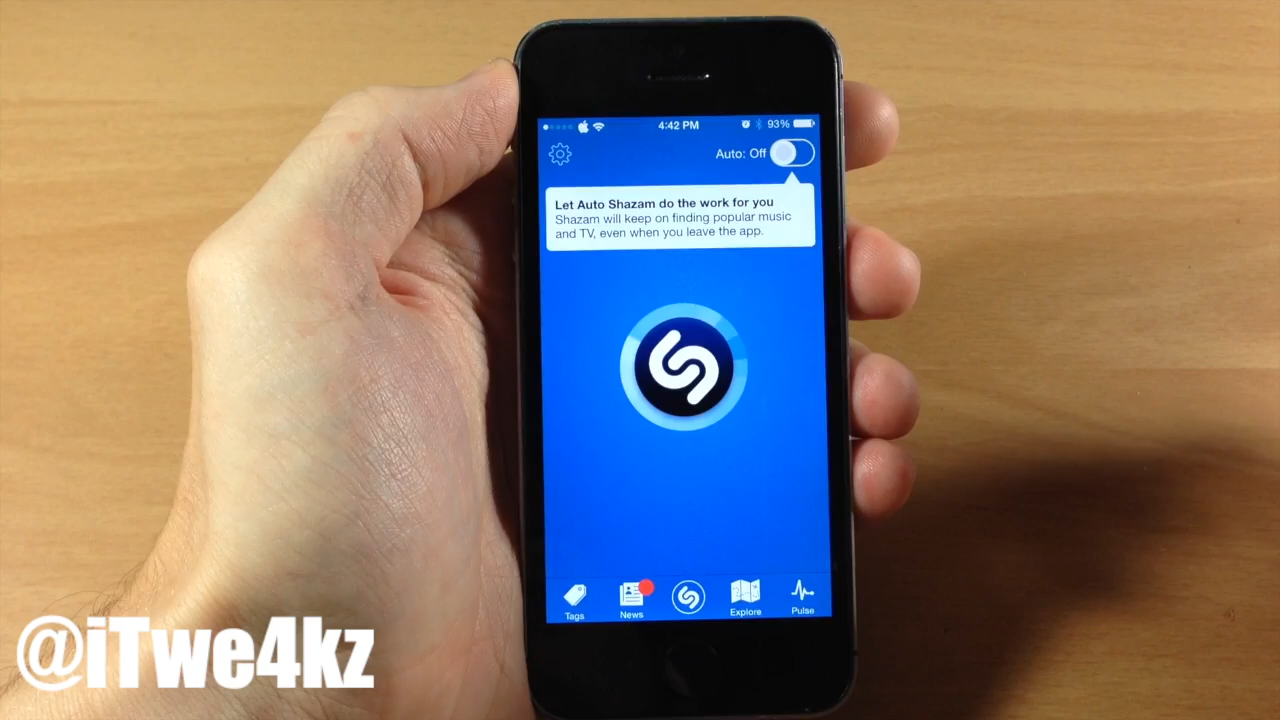 4:42 PM
93%
Auto: Off
Let Auto Shazam do the work for you
Shazam will keep on finding popular music
and TV, even when you leave the app.
Tags
News
Explore
Pulse
@iTwe4kz